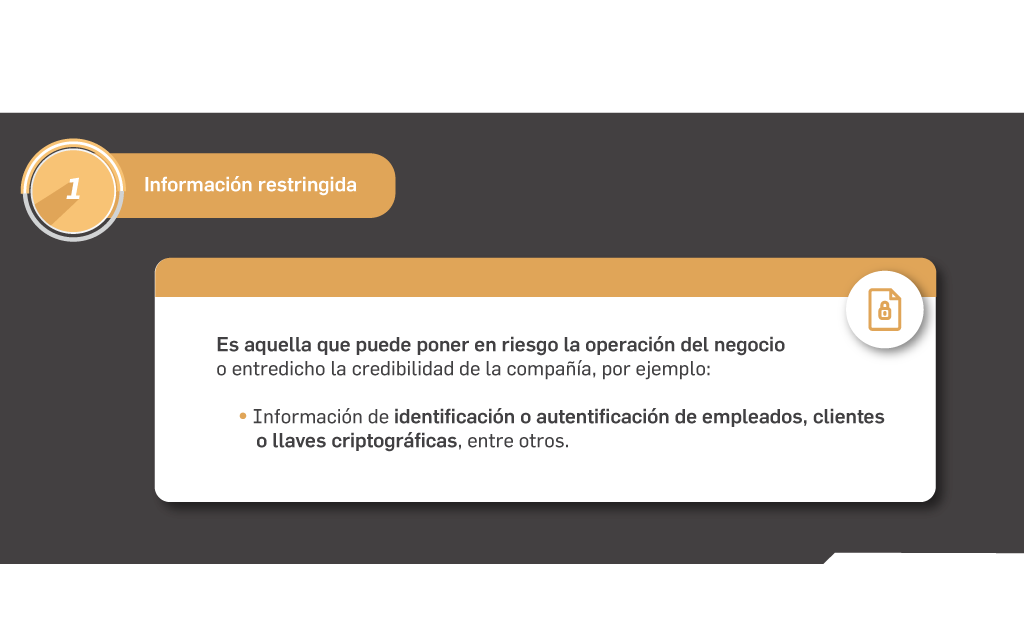 1
Información restringida
Es aquella que puede poner en riesgo la operación del negocio
o entredicho la credibilidad de la compañía, por ejemplo:
• Información de identificación o autentificación de empleados, clientes
o llaves criptográficas, entre otros.